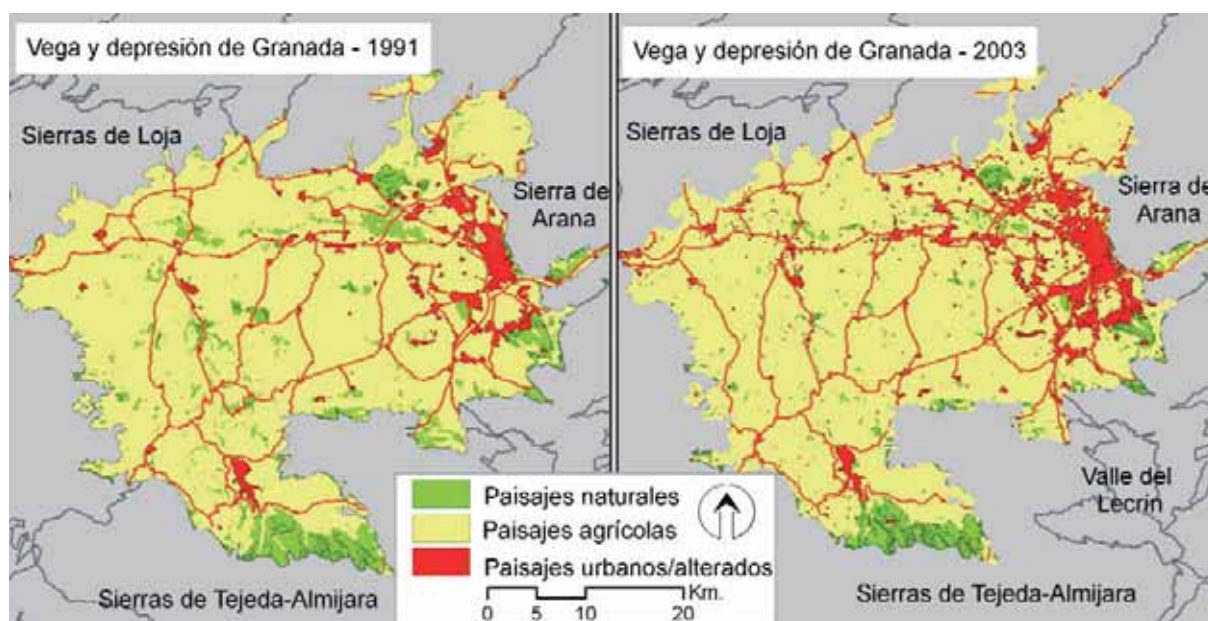 Vega y depresión de Granada - 1991
Sierras de Loja
Sierra de
Arana
Sierras de Tejeda-Almijara
Vega y depresión de Granada - 2003
Sierras de Loja
Sierra de
Arana
Valle del
Lecrin
Sierras de Tejeda-Almijara
Paisajes naturales
Paisajes agrícolas
Paisajes urbanos/alterados
0 5 10 20 Km.